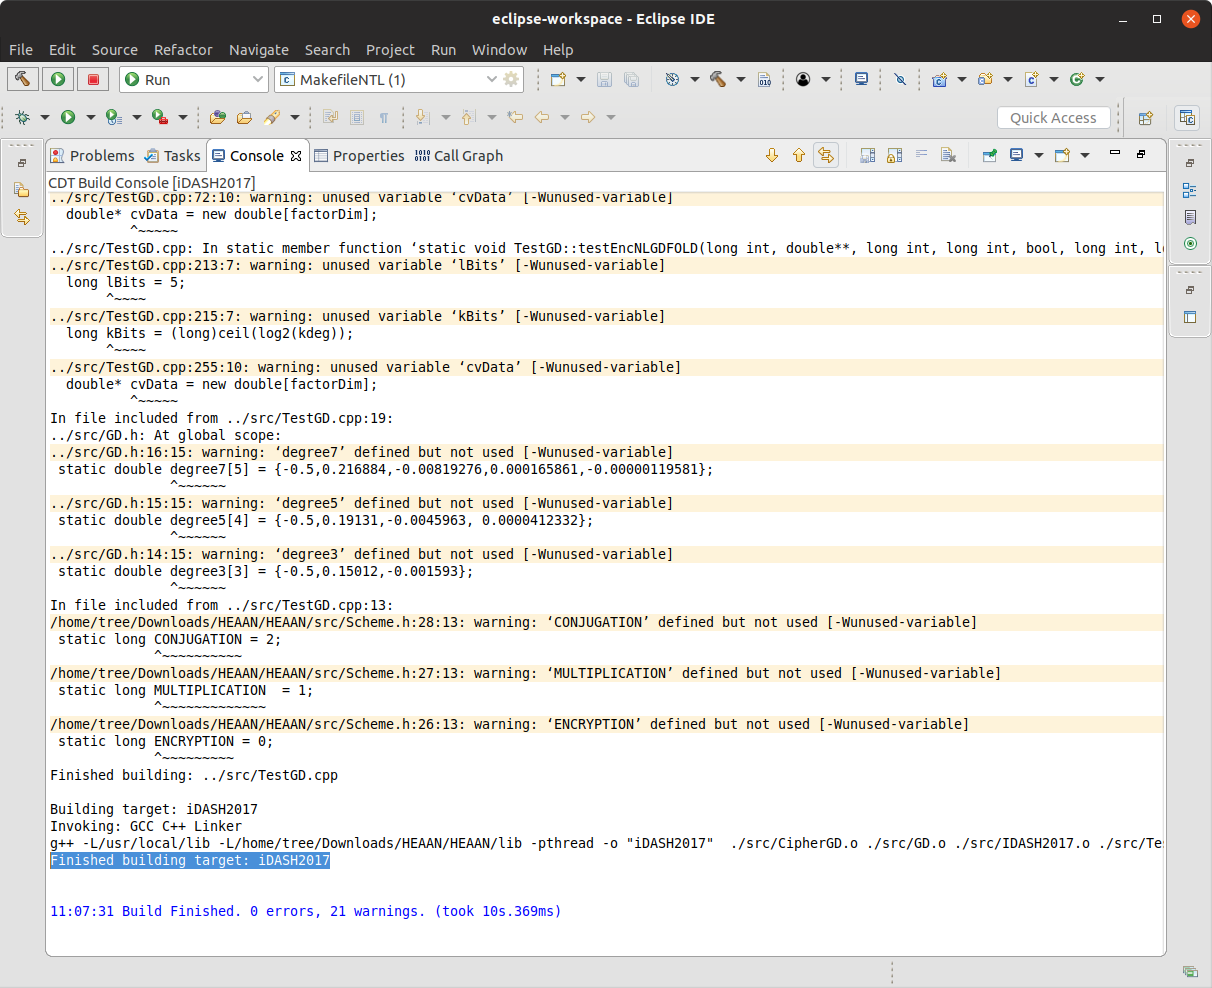 eclipse-workspace - Eclipse IDE
File Edit Source Refactor Navigate Search Project Run Window Help
Run MakefileNTL (1)
Quick Access
Problems Tasks Console Properties Call Graph
CDT Build Console [iDASH2017]
../src/TestGD.cpp:72:10: warning: unused variable ‘cvData’ [-Wunused-variable]
  double* cvData = new double[factorDim];
          ^~~~~~
../src/TestGD.cpp: In static member function ‘static void TestGD::testEncNLGDFOLD(long int, double**, long int, long int, bool, long int, l
../src/TestGD.cpp:213:7: warning: unused variable ‘lBits’ [-Wunused-variable]
  long lBits = 5;
       ^~~~~
../src/TestGD.cpp:215:7: warning: unused variable ‘kBits’ [-Wunused-variable]
  long kBits = (long)ceil(log2(kdeg));
       ^~~~~
../src/TestGD.cpp:255:10: warning: unused variable ‘cvData’ [-Wunused-variable]
  double* cvData = new double[factorDim];
          ^~~~~~
In file included from ../src/TestGD.cpp:19:
../src/GD.h: At global scope:
../src/GD.h:16:15: warning: ‘degree7’ defined but not used [-Wunused-variable]
 static double degree7[5] = {-0.5,0.216884,-0.00819276,0.000165861,-0.00000119581};
               ^~~~~~~
../src/GD.h:15:15: warning: ‘degree5’ defined but not used [-Wunused-variable]
 static double degree5[4] = {-0.5,0.19131,-0.0045963, 0.0000412332};
               ^~~~~~~
../src/GD.h:14:15: warning: ‘degree3’ defined but not used [-Wunused-variable]
 static double degree3[3] = {-0.5,0.15012,-0.001593};
               ^~~~~~~
In file included from ../src/TestGD.cpp:13:
/home/tree/Downloads/HEAAN/HEAAN/src/Scheme.h:28:13: warning: ‘CONJUGATION’ defined but not used [-Wunused-variable]
 static long CONJUGATION = 2;
             ^~~~~~~~~~~
/home/tree/Downloads/HEAAN/HEAAN/src/Scheme.h:27:13: warning: ‘MULTIPLICATION’ defined but not used [-Wunused-variable]
 static long MULTIPLICATION  = 1;
             ^~~~~~~~~~~~~~
/home/tree/Downloads/HEAAN/HEAAN/src/Scheme.h:26:13: warning: ‘ENCRYPTION’ defined but not used [-Wunused-variable]
 static long ENCRYPTION = 0;
             ^~~~~~~~~~
Finished building: ../src/TestGD.cpp
Building target: iDASH2017
Invoking: GCC C++ Linker
g++ -L/usr/local/lib -L/home/tree/Downloads/HEAAN/HEAAN/lib -pthread -o "iDASH2017"  ./src/CipherGD.o ./src/GD.o ./src/IDASH2017.o ./src/Te
Finished building target: iDASH2017
11:07:31 Build Finished. 0 errors, 21 warnings. (took 10s.369ms)